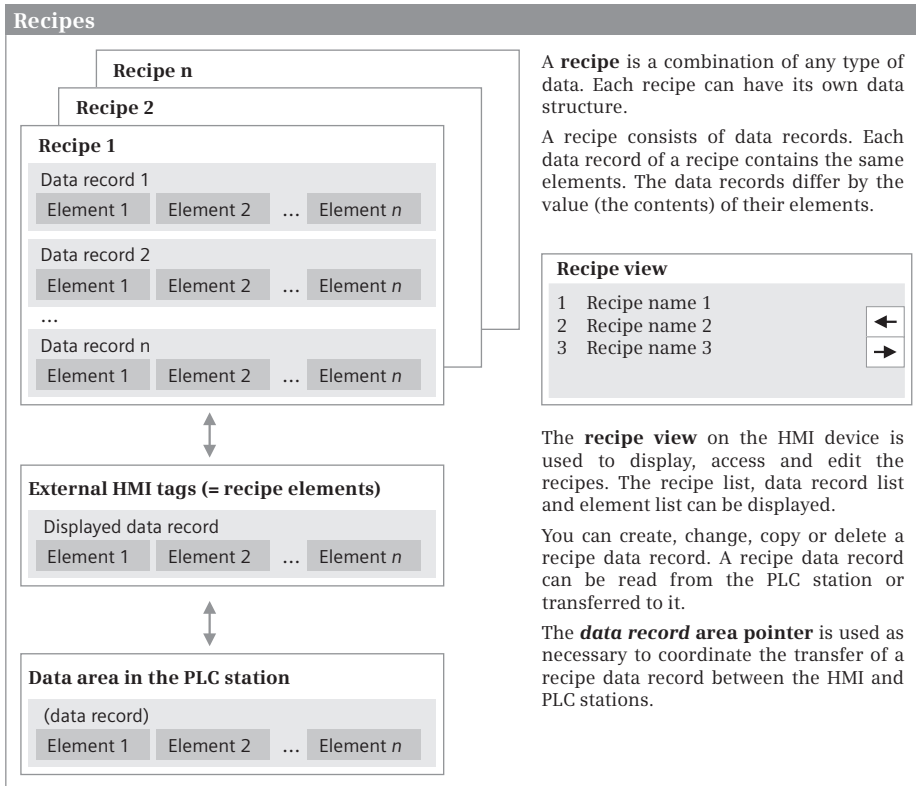 Recipes
Recipe n
Recipe 2
Recipe 1
Data record 1
Element 1 Element 2 ... Element n
Data record 2
Element 1 Element 2 ... Element n
...
Data record n
Element 1 Element 2 ... Element n
External HMI tags (= recipe elements)
Displayed data record
Element 1 Element 2 ... Element n
Data area in the PLC station
(data record)
Element 1 Element 2 ... Element n
A recipe is a combination of any type of
data. Each recipe can have its own data
structure.
A recipe consists of data records. Each
data record of a recipe contains the same
elements. The data records differ by the
value (the contents) of their elements.
Recipe view
1 Recipe name 1
2 Recipe name 2
3 Recipe name 3
The recipe view on the HMI device is
used to display, access and edit the
recipes. The recipe list, data record list
and element list can be displayed.
You can create, change, copy or delete a
recipe data record. A recipe data record
can be read from the PLC station or
transferred to it.
The data record area pointer is used as
necessary to coordinate the transfer of a
recipe data record between the HMI and
PLC stations.